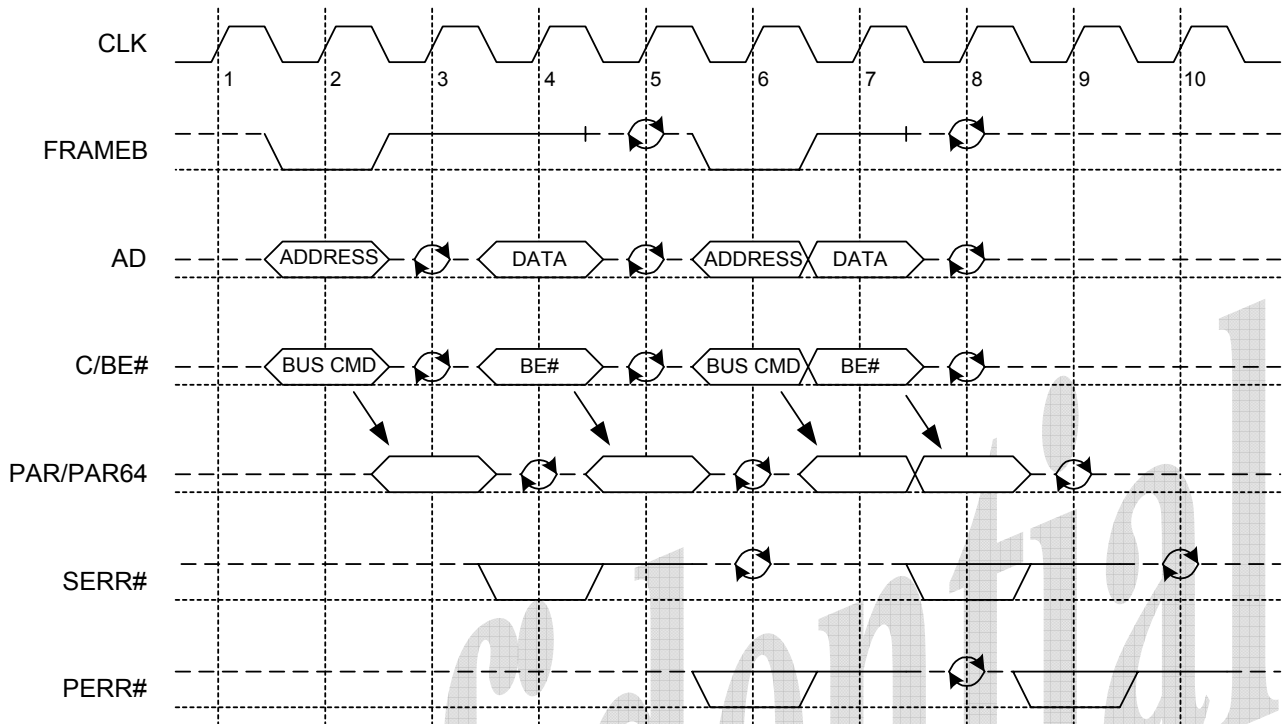 CLK
1 2 3 4 5 6 7 8 9 10
FRAMEB
AD
ADDRESS DATA ADDRESS DATA
C/BE#
BUS CMD BE# BUS CMD BE#
PAR/PAR64
SERR#
PERR#